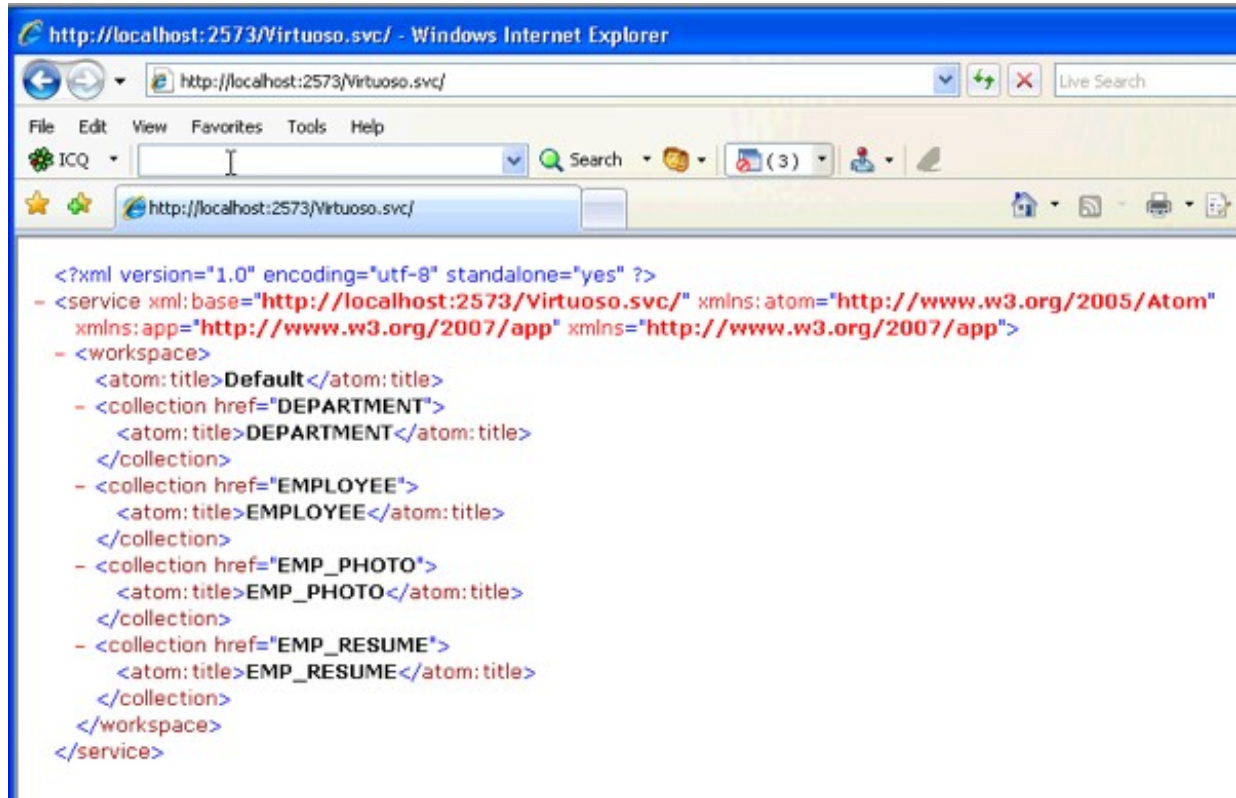 http://localhost:2573/Virtuoso.svc/ - Windows Internet Explorer
http://localhost:2573/Virtuoso.svc/ Live Search
File Edit View Favorites Tools Help
ICQ Search (3)
http://localhost:2573/Virtuoso.svc/
<?xml version="1.0" encoding="utf-8" standalone="yes" ?>
- <service xml:base="http://localhost:2573/Virtuoso.svc/" xmlns:atom="http://www.w3.org/2005/Atom"
xmlns:app="http://www.w3.org/2007/app" xmlns="http://www.w3.org/2007/app">
- <workspace>
<atom:title>Default</atom:title>
- <collection href="DEPARTMENT">
<atom:title>DEPARTMENT</atom:title>
</collection>
- <collection href="EMPLOYEE">
<atom:title>EMPLOYEE</atom:title>
</collection>
- <collection href="EMP_PHOTO">
<atom:title>EMP_PHOTO</atom:title>
</collection>
- <collection href="EMP_RESUME">
<atom:title>EMP_RESUME</atom:title>
</collection>
</workspace>
</service>